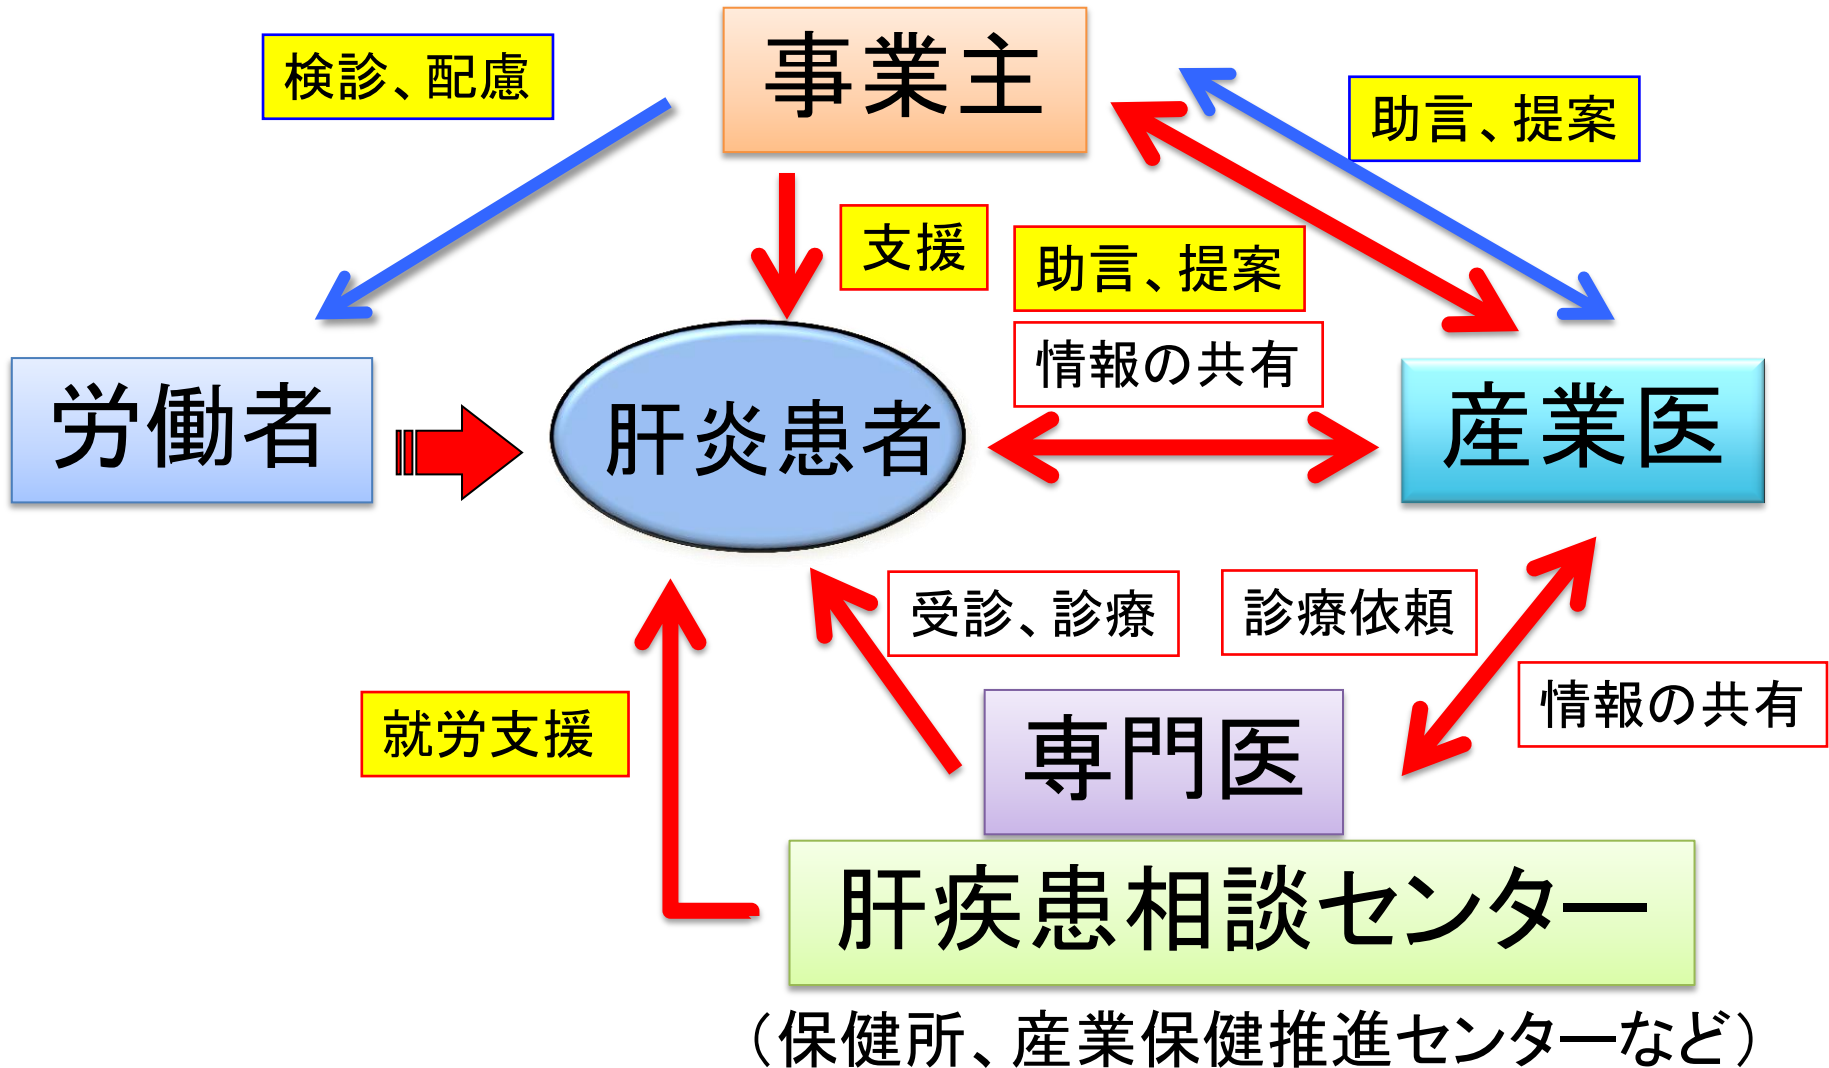 事業主
検診、配慮
助言、提案
支援
助言、提案
情報の共有
労働者
肝炎患者
産業医
受診、診療
診療依頼
情報の共有
就労支援
専門医
肝疾患相談センター
（保健所、産業保健推進センターなど）